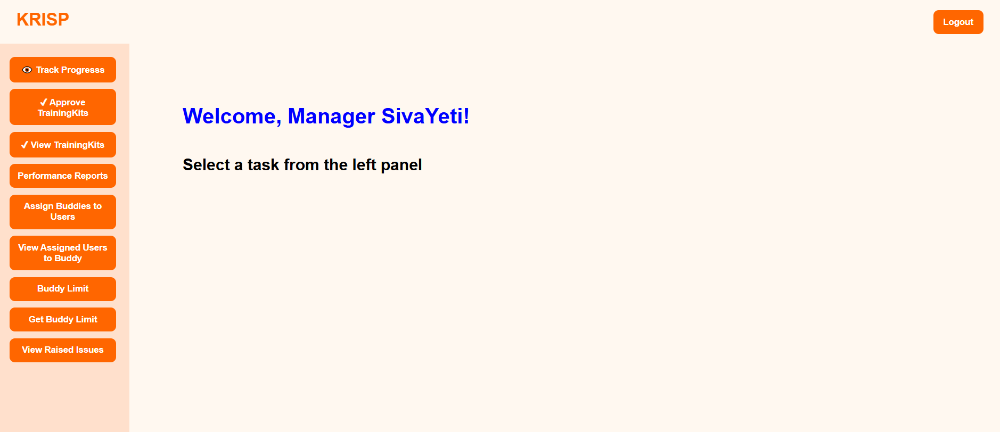 KRISP
Logout
👁 Track Progresss
✔ Approve
TrainingKits
✔ View TrainingKits
Performance Reports
Assign Buddies to
Users
View Assigned Users
to Buddy
Buddy Limit
Get Buddy Limit
View Raised Issues
Welcome, Manager SivaYeti!
Select a task from the left panel